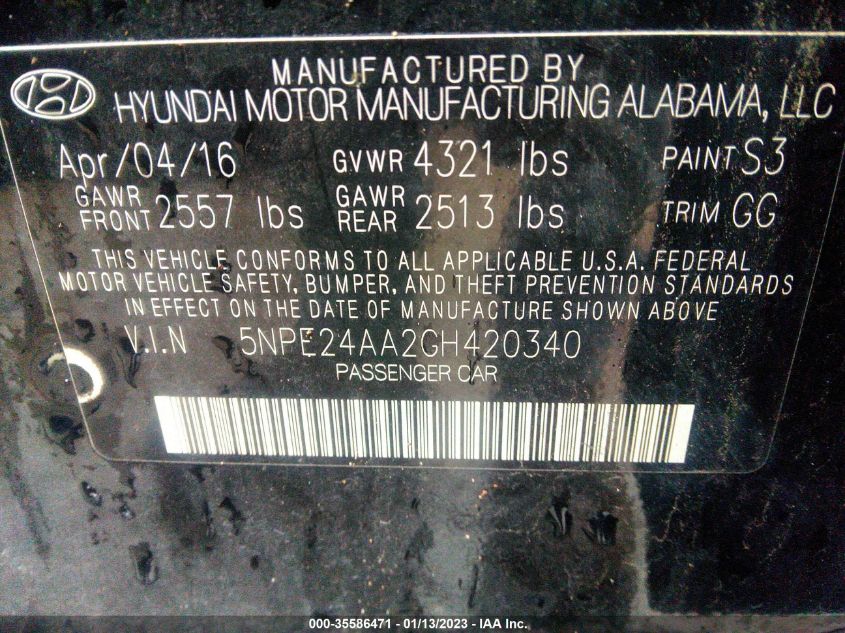 MANUFACTURED BY
HYUNDAI MOTOR MANUFACTURING ALABAMA, LLC
Apr/04/16 GVWR 4321 lbs PAINT S3
GAWR FRONT 2557 lbs GAWR REAR 2513 lbs TRIM GG
THIS VEHICLE CONFORMS TO ALL APPLICABLE U.S.A. FEDERAL
MOTOR VEHICLE SAFETY, BUMPER, AND THEFT PREVENTION STANDARDS
IN EFFECT ON THE DATE OF MANUFACTURE SHOWN ABOVE
V.I.N 5NPE24AA2GH420340
PASSENGER CAR
000-35586471 — 01/13/2023 — IAA Inc.